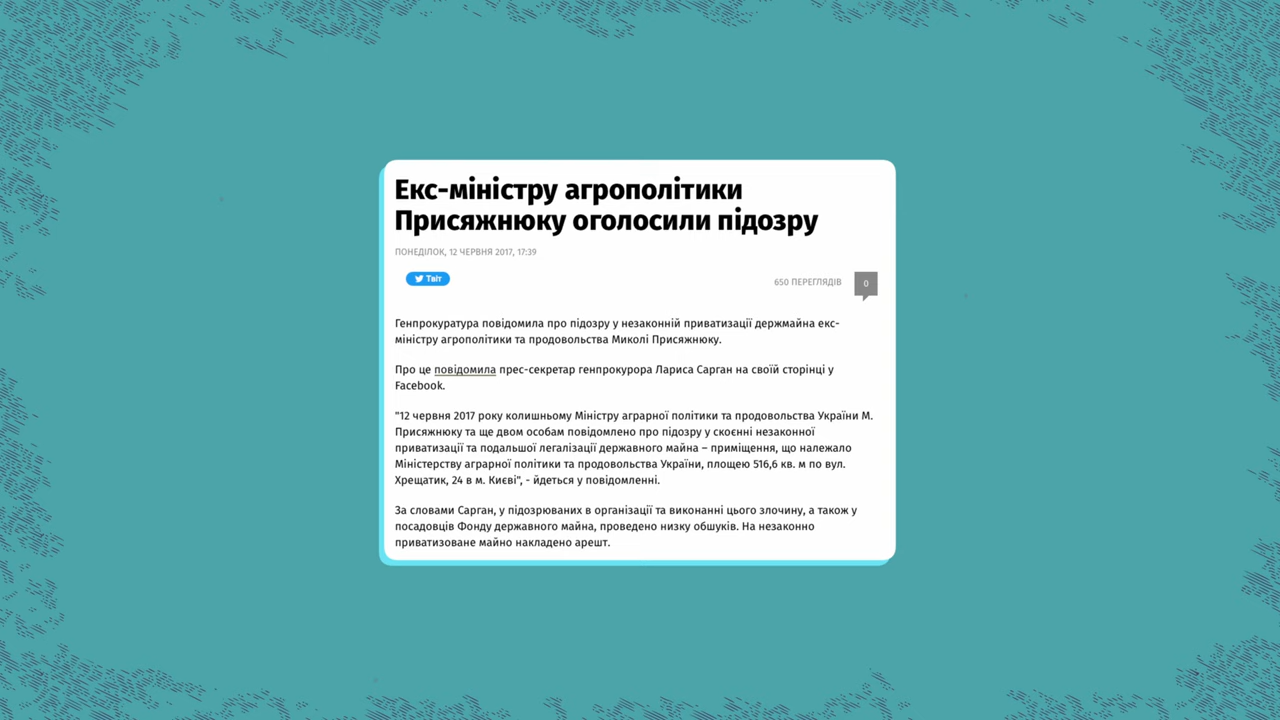 Екс-міністру агрополітики
Присяжнюку оголосили підозру
ПОНЕДІЛОК, 12 ЧЕРВНЯ 2017, 17:39
Твіт
650 ПЕРЕГЛЯДІВ
0
Генпрокуратура повідомила про підозру у незаконній приватизації держмайна екс-
міністру агрополітики та продовольства Миколі Присяжнюку.
Про це повідомила прес-секретар генпрокурора Лариса Сарган на своїй сторінці у
Facebook.
"12 червня 2017 року колишньому Міністру аграрної політики та продовольства України М.
Присяжнюку та ще двом особам повідомлено про підозру у скоєнні незаконної
приватизації та подальшої легалізації державного майна – приміщення, що належало
Міністерству аграрної політики та продовольства України, площею 516,6 кв. м по вул.
Хрещатик, 24 в м. Києві", - йдеться у повідомленні.
За словами Сарган, у підозрюваних в організації та виконанні цього злочину, а також у
посадовців Фонду державного майна, проведено низку обшуків. На незаконно
приватизоване майно накладено арешт.